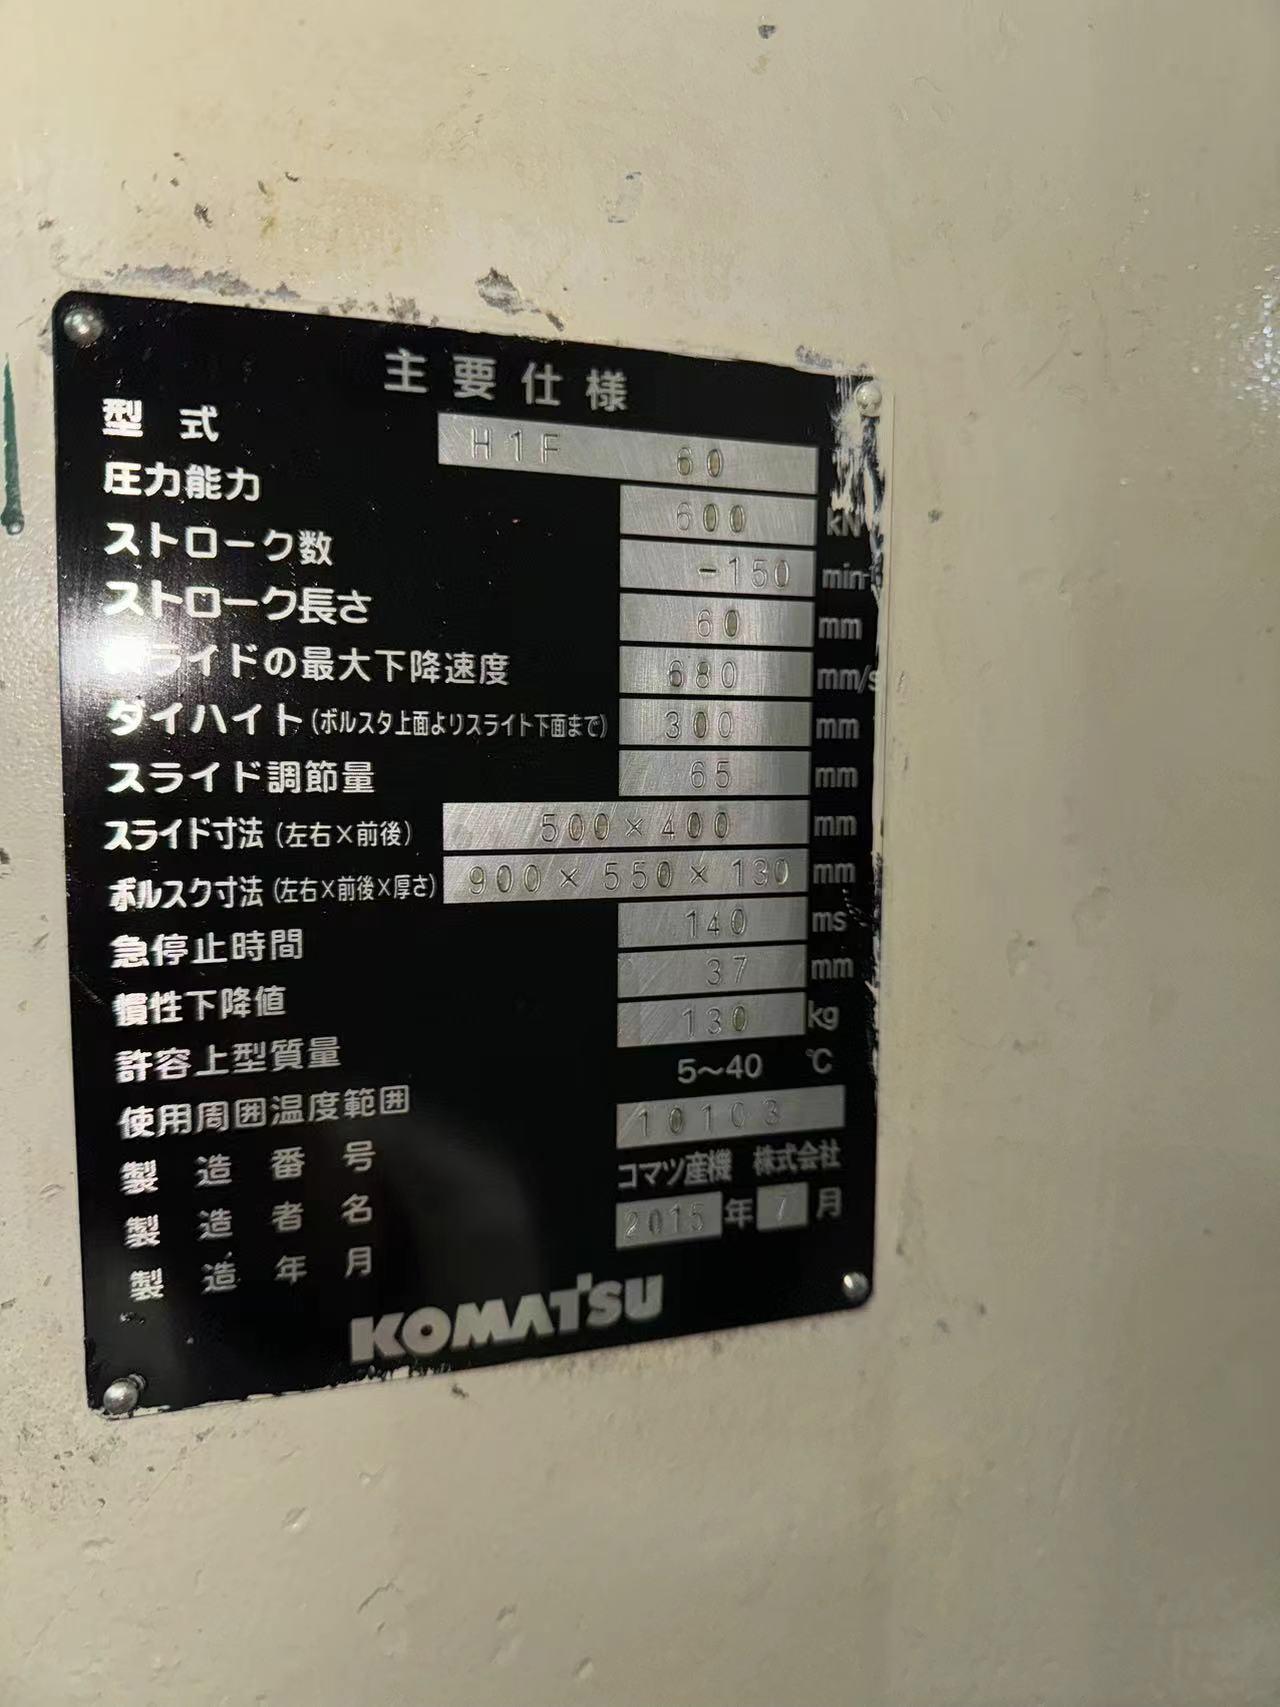 主要仕様
型式 H1F 60
圧力能力 600 kN
ストローク数 -150 min-1
ストローク長さ 60 mm
スライドの最大下降速度 680 mm/s
ダイハイト(ボルスタ上面よりスライド下面まで) 300 mm
スライド調節量 65 mm
スライド寸法(左右×前後) 500×400 mm
ボルスタ寸法(左右×前後×厚さ) 900×550×130 mm
急停止時間 140 ms
慣性下降値 37 mm
許容上型質量 130 kg
使用周囲温度範囲 5〜40 ℃
製造番号 10103
製造者名 コマツ産機 株式会社
製造年月 2015年7月
KOMATSU